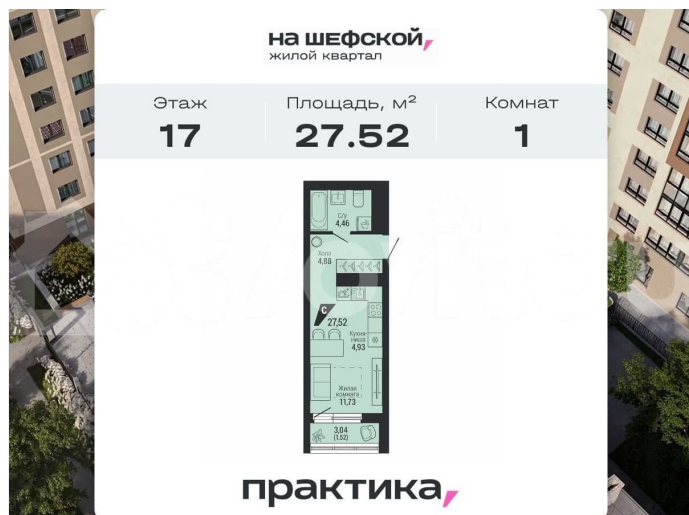 НА ШЕФСКОЙ,
жилой квартал
Этаж
17
Площадь, м²
27.52
Комнат
1
С/у
4,46
Холл
4,88
С
27,52
Кухня-
ниша
4,93
Жилая
комната
11,73
3,04
(1,52)
практика,